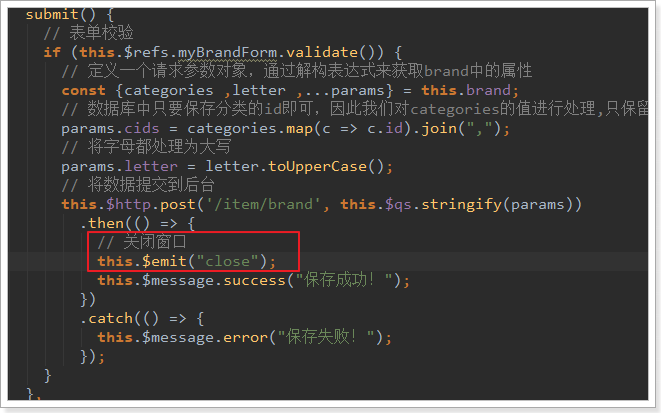 submit() {
// 表单校验
if (this.$refs.myBrandForm.validate()) {
// 定义一个请求参数对象，通过解构表达式来获取brand中的属性
const {categories ,letter ,...params} = this.brand;
// 数据库中只要保存分类的id即可，因此我们对categories的值进行处理,只保留
params.cids = categories.map(c => c.id).join(",");
// 将字母都处理为大写
params.letter = letter.toUpperCase();
// 将数据提交到后台
this.$http.post('/item/brand', this.$qs.stringify(params))
.then(() => {
// 关闭窗口
this.$emit("close");
this.$message.success("保存成功！");
})
.catch(() => {
this.$message.error("保存失败！");
});
}
},